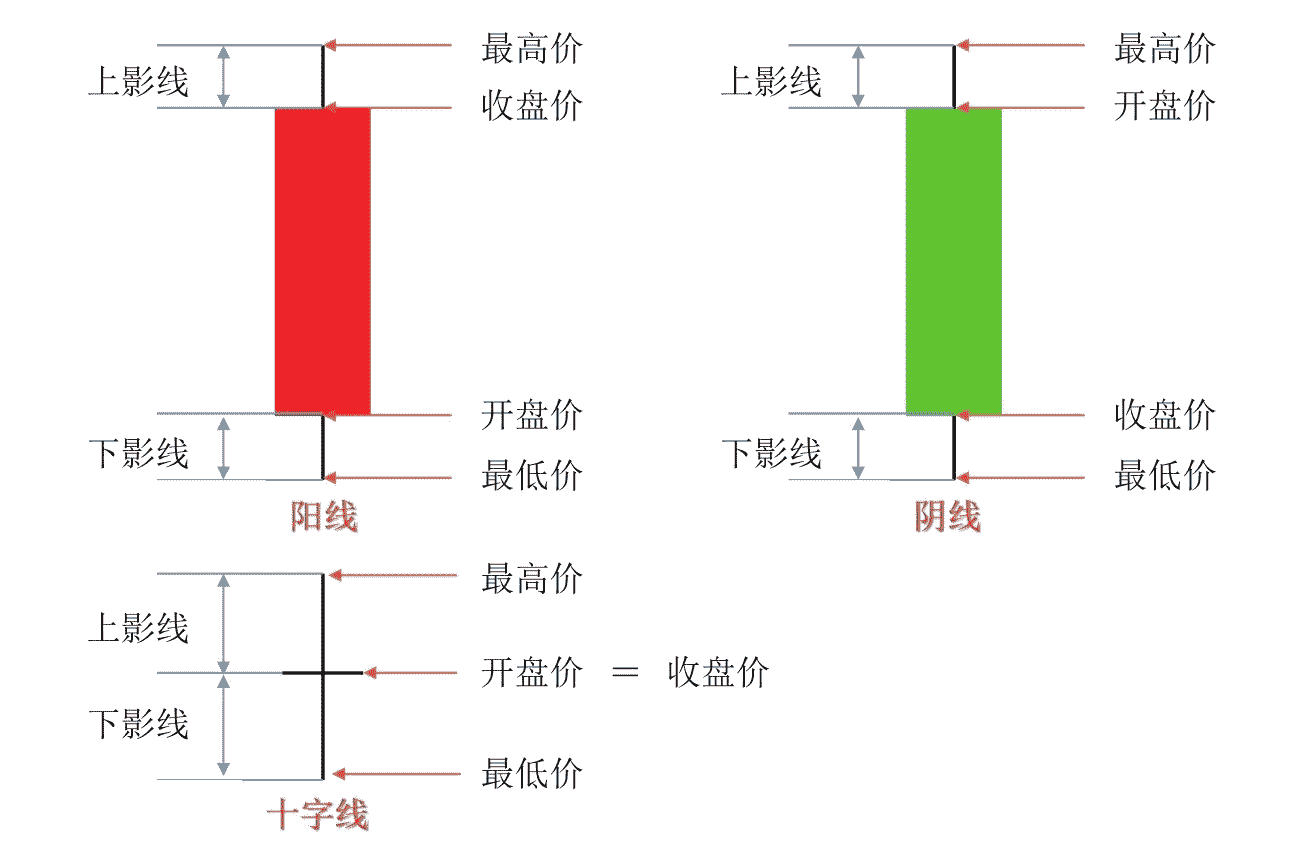 最高价
上影线
收盘价
开盘价
下影线
最低价
阳线
最高价
上影线
开盘价
收盘价
下影线
最低价
阴线
最高价
上影线
开盘价 = 收盘价
下影线
最低价
十字线